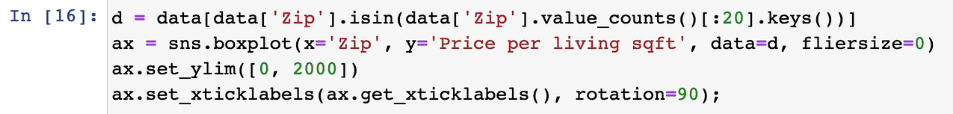 In [16]: d = data[data['Zip'].isin(data['Zip'].value_counts()[:20].keys())]
ax = sns.boxplot(x='Zip', y='Price per living sqft', data=d, fliersize=0)
ax.set_ylim([0, 2000])
ax.set_xticklabels(ax.get_xticklabels(), rotation=90);